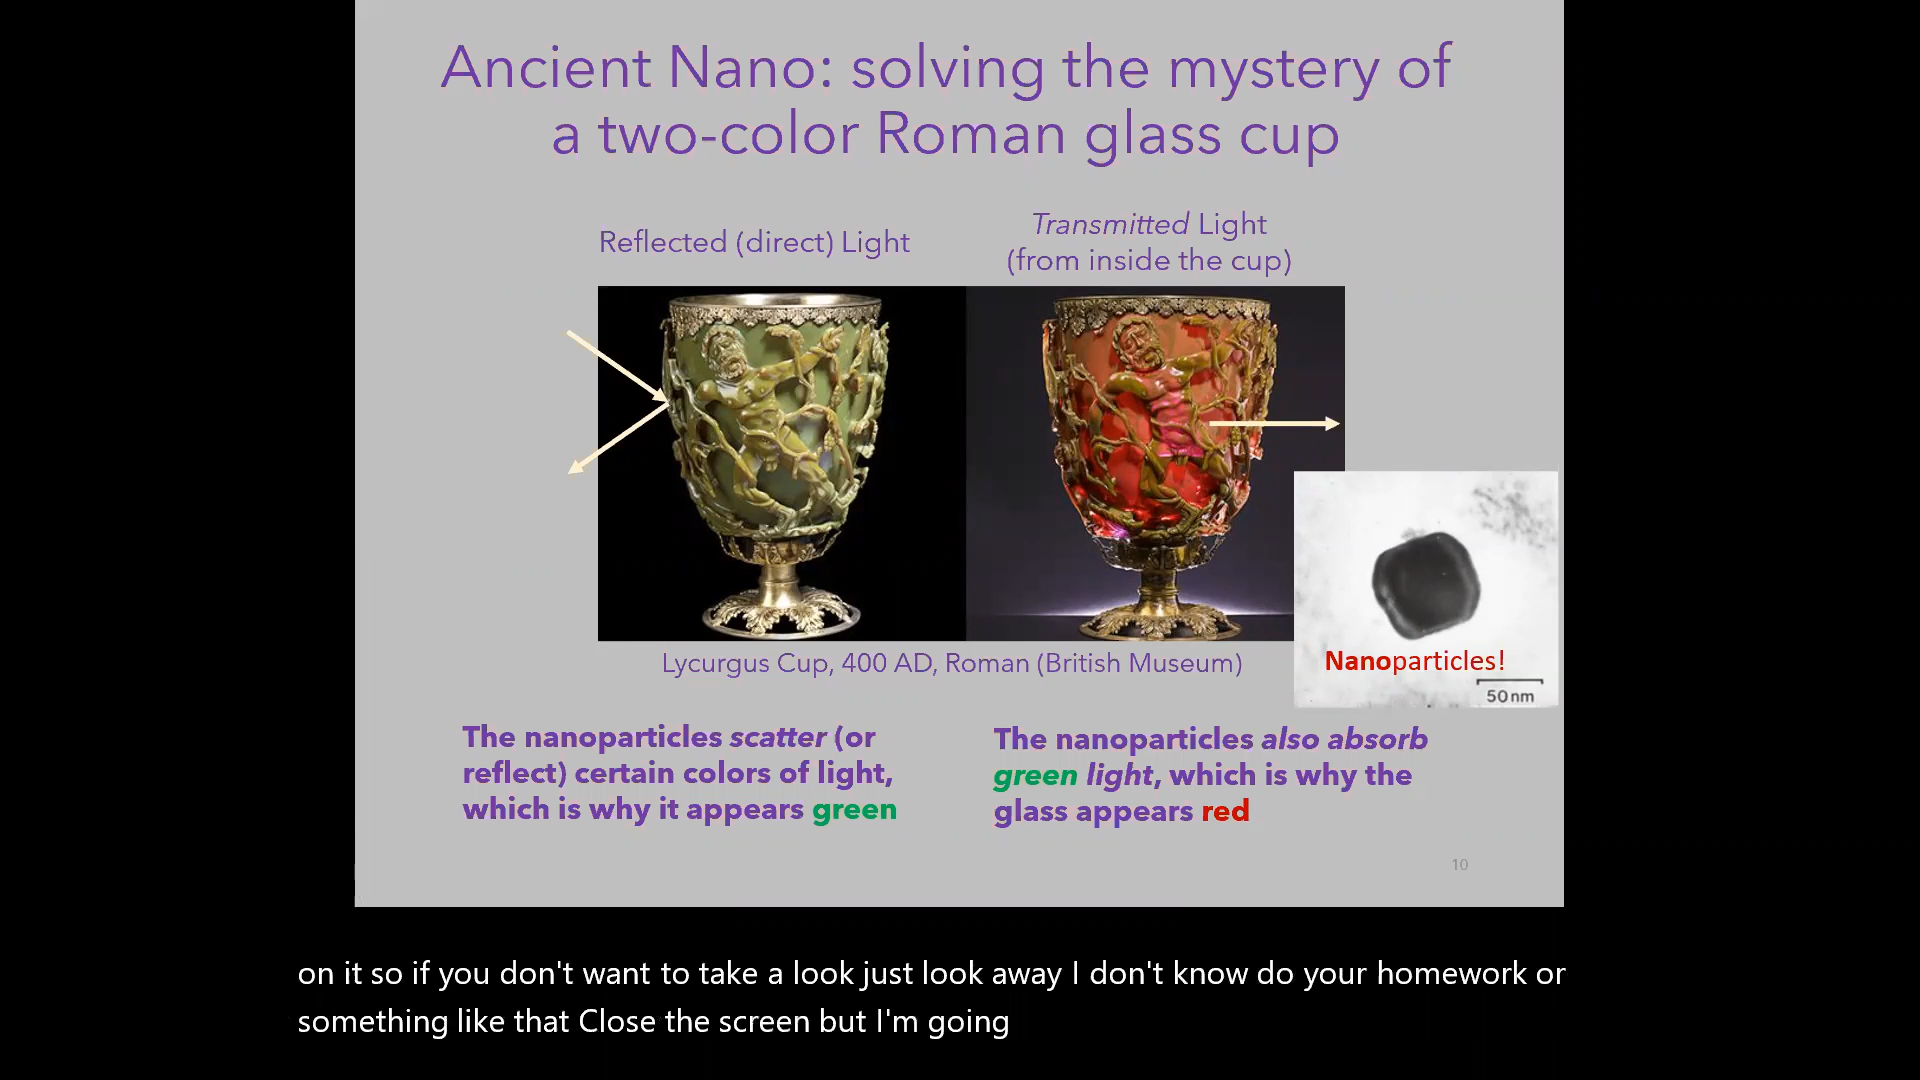 Ancient Nano: solving the mystery of
a two-color Roman glass cup
Reflected (direct) Light
Transmitted Light
(from inside the cup)
Nanoparticles!
50nm
Lycurgus Cup, 400 AD, Roman (British Museum)
The nanoparticles scatter (or
reflect) certain colors of light,
which is why it appears green
The nanoparticles also absorb
green light, which is why the
glass appears red
10
on it so if you don't want to take a look just look away I don't know do your homework or
something like that Close the screen but I'm going